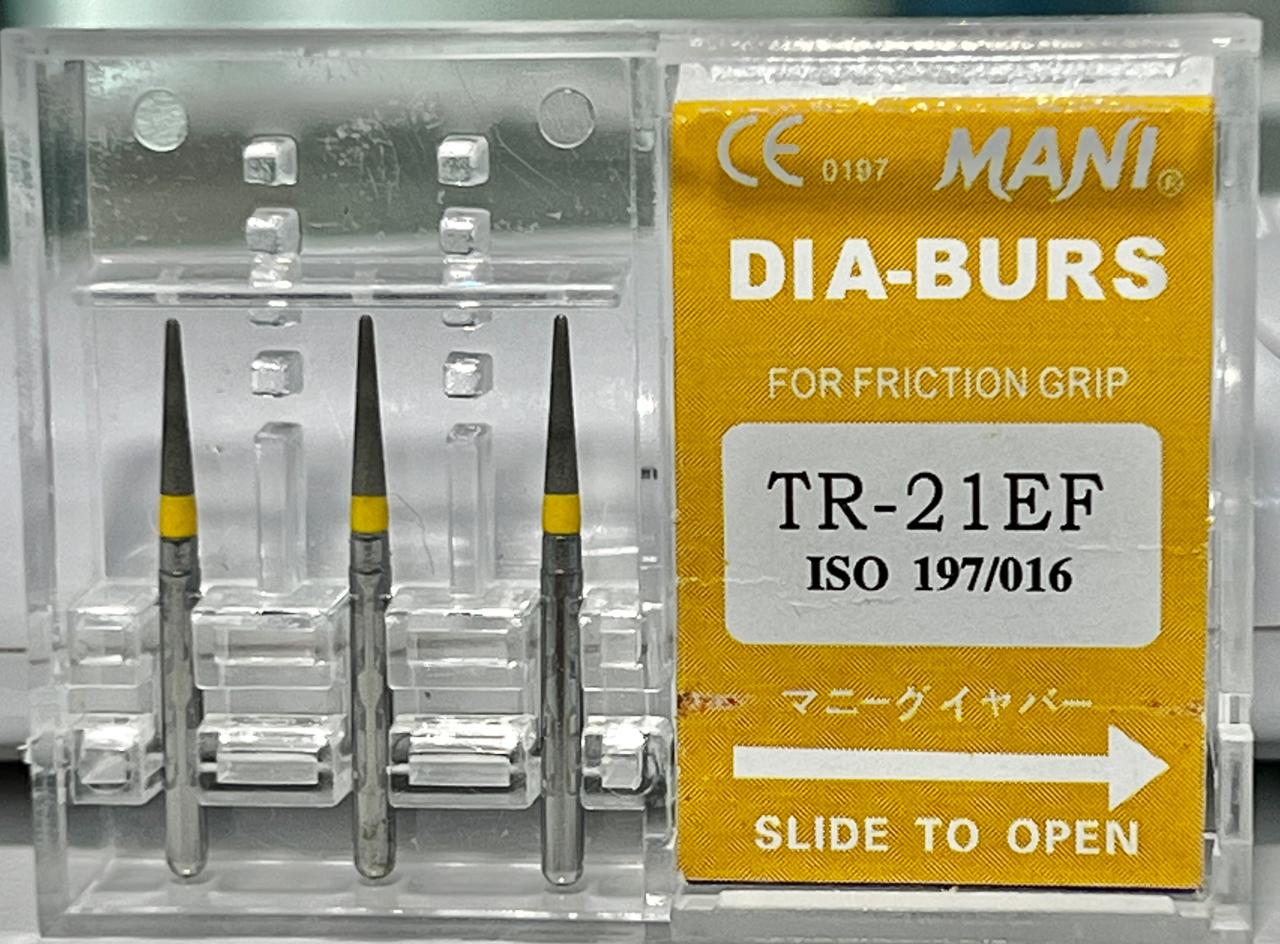 CE 0197 MANI®
DIA-BURS
FOR FRICTION GRIP
TR-21EF
ISO 197/016
マニーダイヤバー
SLIDE TO OPEN